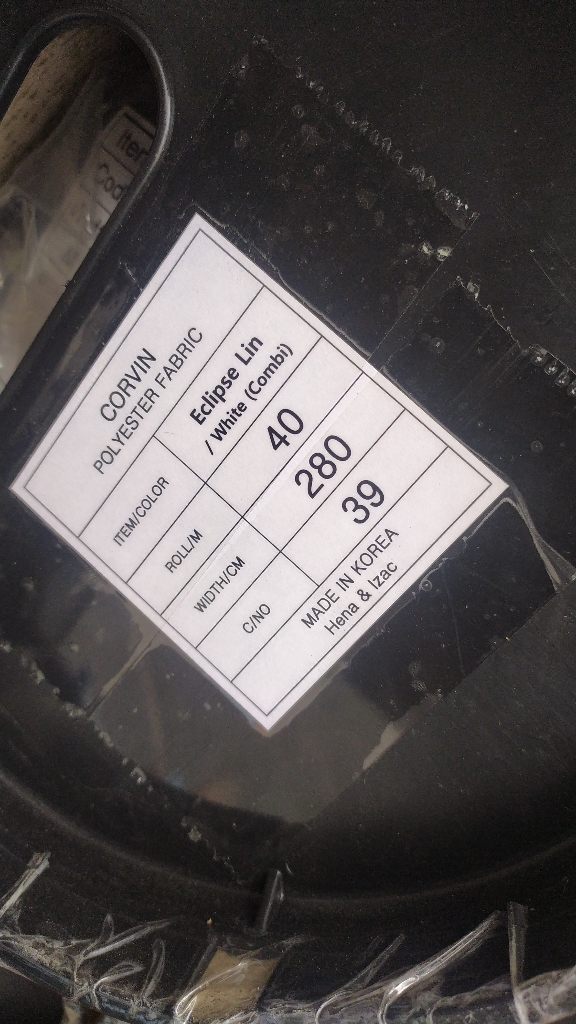 CORVIN
POLYESTER FABRIC
ITEM/COLOR
Eclipse Lin
/ White (Combi)
ROLL/M
40
WIDTH/CM
280
C/NO
39
MADE IN KOREA
Hena & Izac